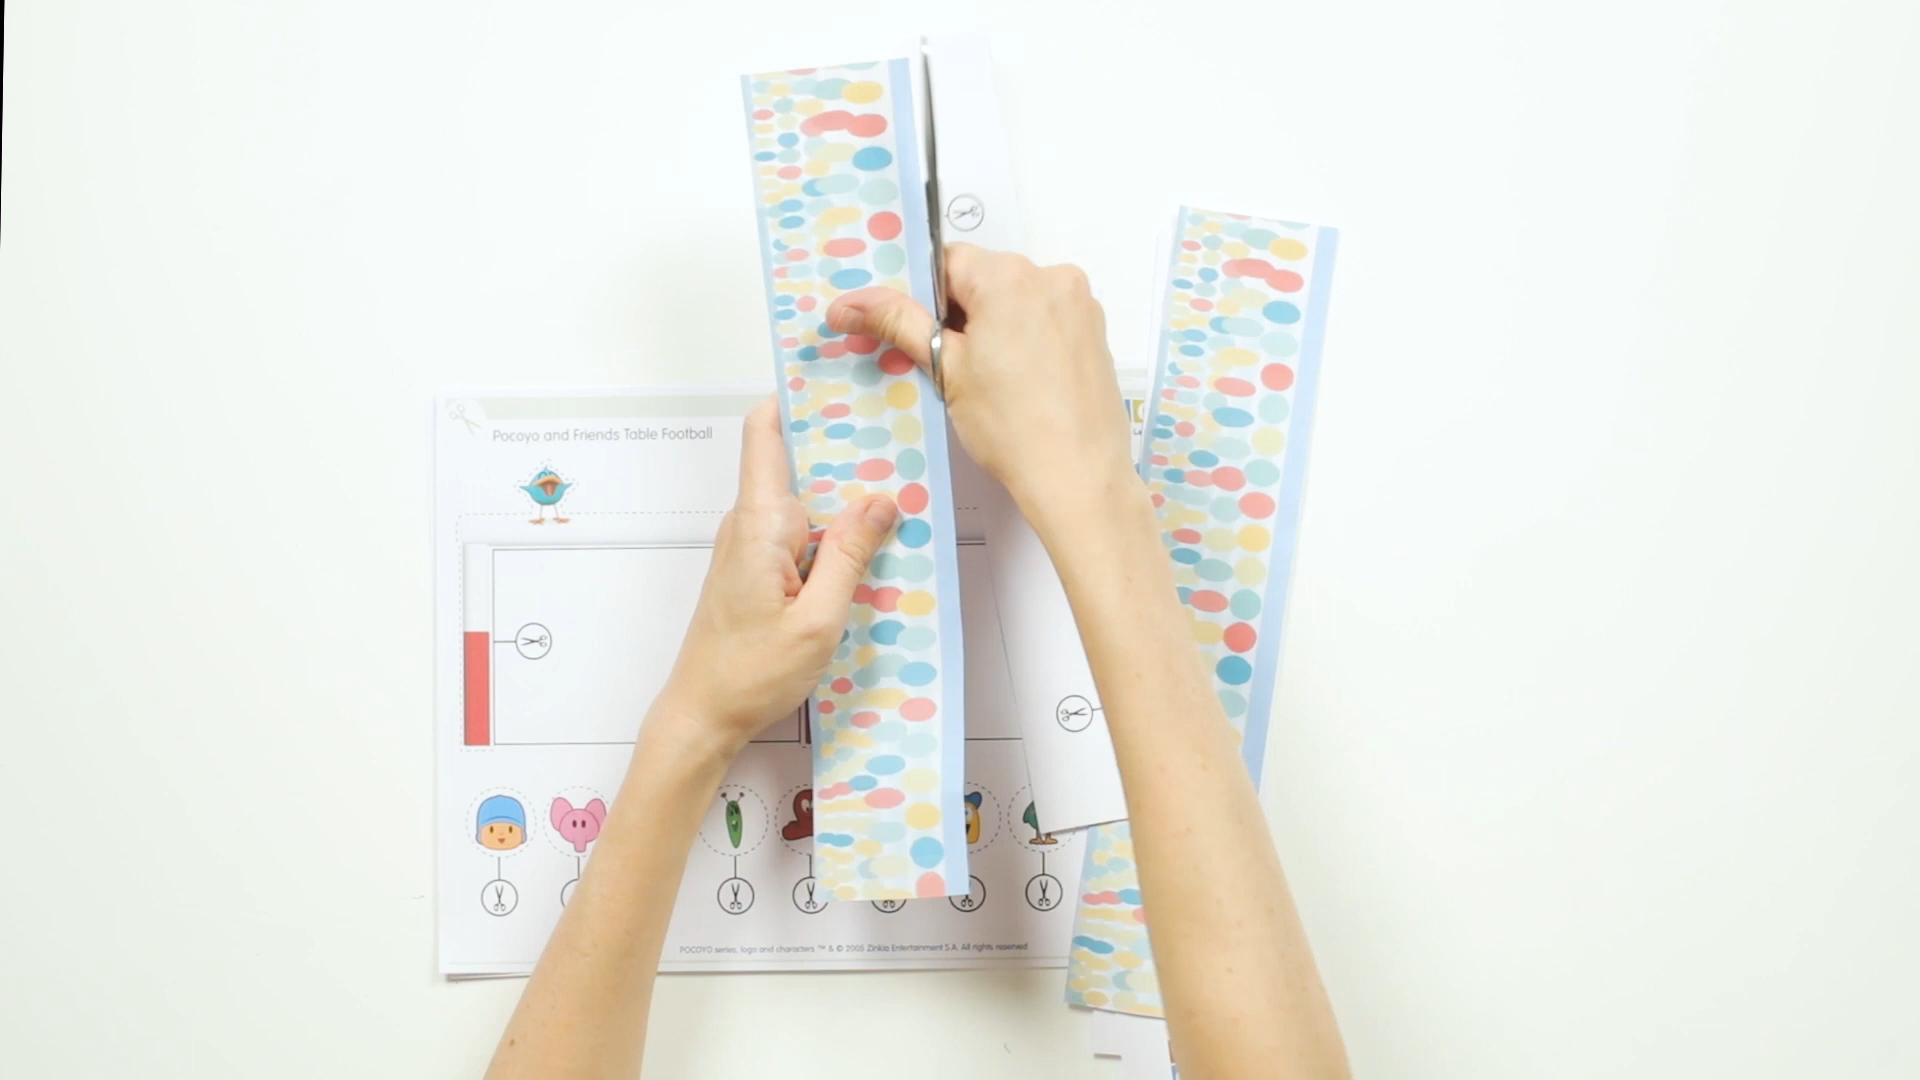 Pocoyo and Friends Table Football
POCOYO series, logo and characters ™ & © 2005 Zinkia Entertainment S.A. All rights reserved